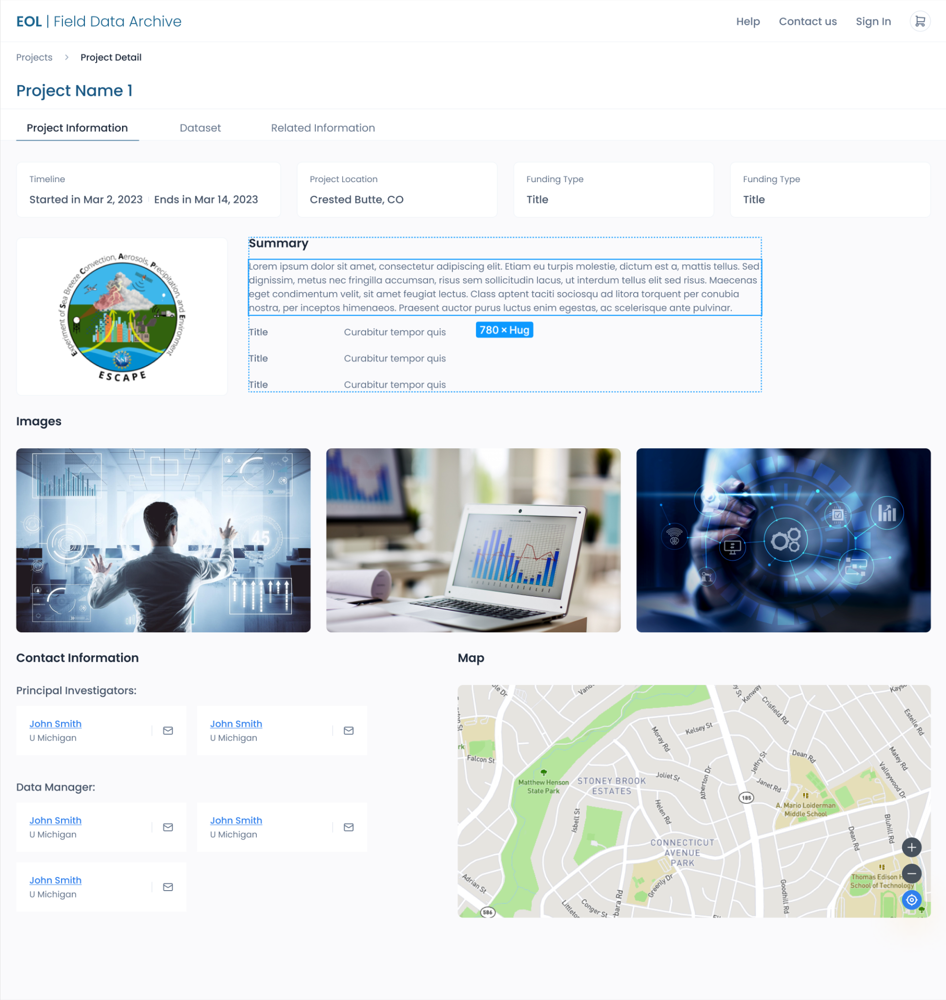 EOL | Field Data Archive
Help
Contact us
Sign In
Projects
Project Detail
Project Name 1
Project Information
Dataset
Related Information
Timeline
Started in Mar 2, 2023
Ends in Mar 14, 2023
Project Location
Crested Butte, CO
Funding Type
Title
Funding Type
Title
Experiment of Sea Breeze Convection, Aerosols, Precipitation, and Environment
NSF
ESCAPE
Summary
Lorem ipsum dolor sit amet, consectetur adipiscing elit. Etiam eu turpis molestie, dictum est a, mattis tellus. Sed
dignissim, metus nec fringilla accumsan, risus sem sollicitudin lacus, ut interdum tellus elit sed risus. Maecenas
eget condimentum velit, sit amet feugiat lectus. Class aptent taciti sociosqu ad litora torquent per conubia
nostra, per inceptos himenaeos. Praesent auctor purus luctus enim egestas, ac scelerisque ante pulvinar.
Title
Curabitur tempor quis
780 × Hug
Title
Curabitur tempor quis
Title
Curabitur tempor quis
Images
45
Contact Information
Principal Investigators:
John Smith
U Michigan
John Smith
U Michigan
Data Manager:
John Smith
U Michigan
John Smith
U Michigan
John Smith
U Michigan
Map
Kenway
Crisfield Rd
Estelle Rd
Kelsey St
Moray Rd
Falcon St
Dean Rd
Matey Rd
Jeffry St
Valleywood Dr
Matthew Henson
State Park
STONEY BROOK
ESTATES
Joliet St
Atherton Dr
Janet Rd
185
A. Mario Loiderman
Middle School
Isbell St
Helen Rd
Bluhill Rd
Dean Rd
CONNECTICUT
AVENUE
PARK
Thomas Edison H
School of Technology
Adrian St
Greenly Dr
Goodhill Rd
Conger St
586